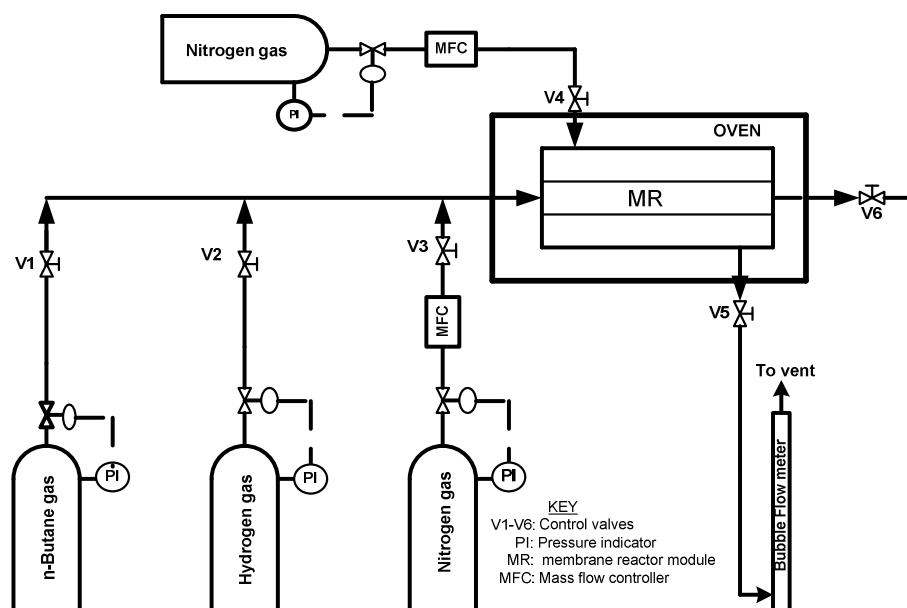 Nitrogen gas
MFC
PI
V4
OVEN
MR
V6
V1
V2
V3
MFC
V5
To vent
PI
PI
PI
n-Butane gas
Hydrogen gas
Nitrogen gas
Bubble Flow meter
KEY
V1-V6: Control valves
PI: Pressure indicator
MR: membrane reactor module
MFC: Mass flow controller